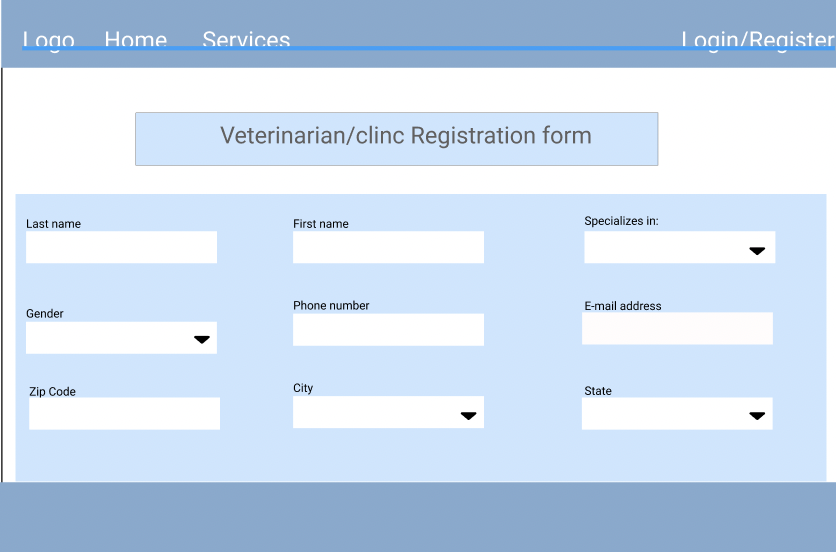 Logo Home Services Login/Register
Veterinarian/clinc Registration form
Last name First name Specializes in:
Gender Phone number E-mail address
Zip Code City State